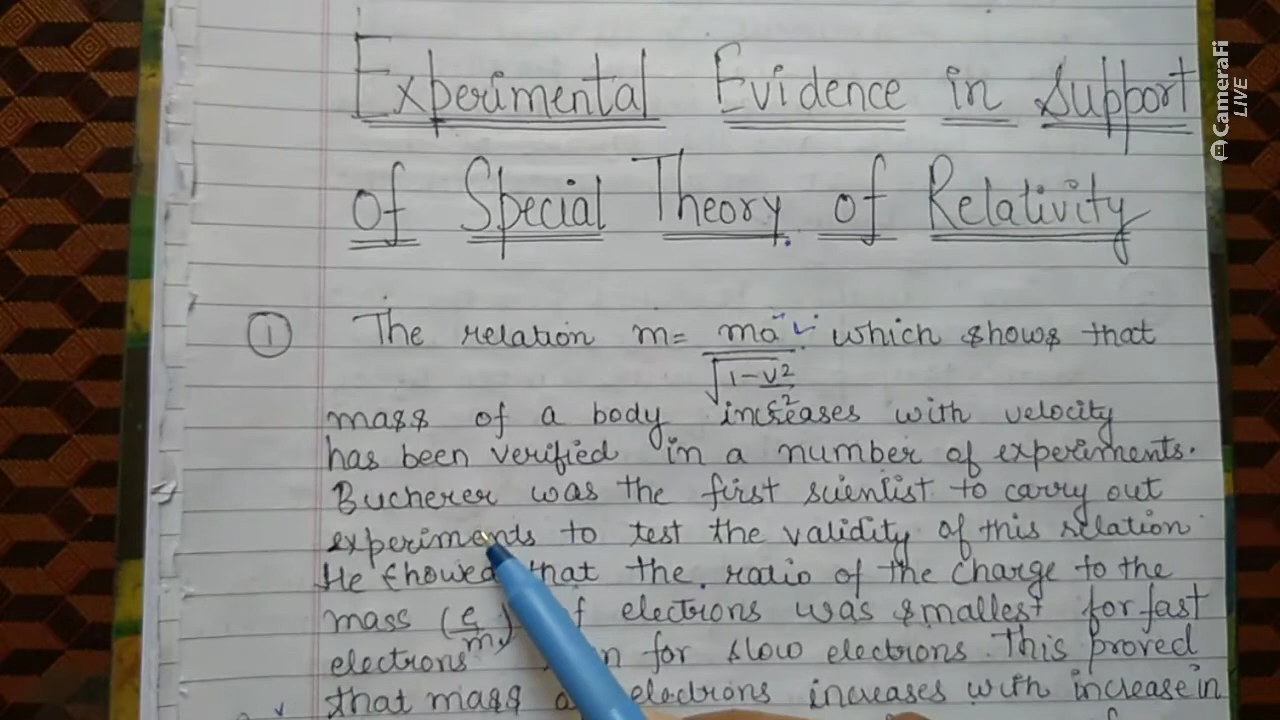 Experimental Evidence in Support
of Special Theory of Relativity
① The relation m= mo which shows that
√1-v²
c²
mass of a body increases with velocity
has been verified in a number of experiments.
Bucherer was the first scientist to carry out
experiments to test the validity of this relation
He showed that the ratio of the charge to the
mass (e/m) of electrons was smallest for fast
electrons for slow electrons. This proved
that mass electrons increases with increase in
CameraFi
LIVE